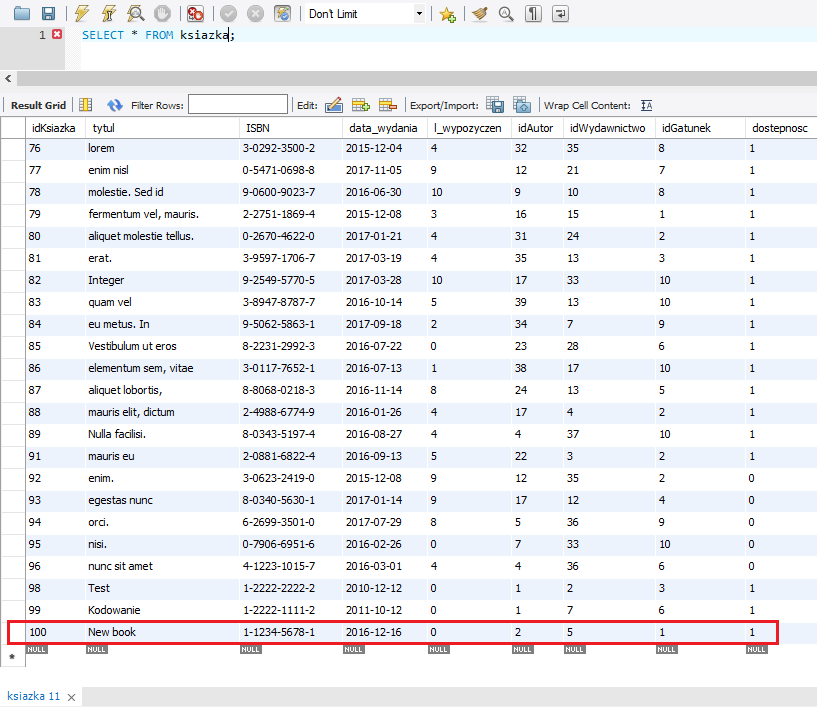 Don't Limit
1 SELECT * FROM ksiazka;
Result Grid Filter Rows: Edit: Export/Import: Wrap Cell Content: IA
idKsiazka tytul ISBN data_wydania l_wypozyczen idAutor idWydawnictwo idGatunek dostepnosc
76 lorem 3-0292-3500-2 2015-12-04 4 32 35 8 1
77 enim nisl 0-5471-0698-8 2017-11-05 9 12 21 7 1
78 molestie. Sed id 9-0600-9023-7 2016-06-30 10 9 10 8 1
79 fermentum vel, mauris. 2-2751-1869-4 2015-12-08 3 16 15 1 1
80 aliquet molestie tellus. 0-2670-4622-0 2017-01-21 4 31 24 2 1
81 erat. 3-9597-1706-7 2017-03-19 4 35 13 3 1
82 Integer 9-2549-5770-5 2017-03-28 10 17 33 10 1
83 quam vel 3-8947-8787-7 2016-10-14 5 39 13 10 1
84 eu metus. In 9-5062-5863-1 2017-09-18 2 34 7 9 1
85 Vestibulum ut eros 8-2231-2992-3 2016-07-22 0 23 28 6 1
86 elementum sem, vitae 3-0117-7652-1 2016-07-13 1 38 17 10 1
87 aliquet lobortis, 8-8068-0218-3 2016-11-14 8 24 13 5 1
88 mauris elit, dictum 2-4988-6774-9 2016-01-26 4 17 4 2 1
89 Nulla facilisi. 8-0343-5197-4 2016-08-27 4 4 37 10 1
91 mauris eu 2-0881-6822-4 2016-09-13 5 22 3 2 1
92 enim. 3-0623-2419-0 2015-12-08 9 12 35 2 0
93 egestas nunc 8-0340-5630-1 2017-01-14 9 17 12 4 0
94 orci. 6-2699-3501-0 2017-07-29 8 5 36 9 0
95 nisi. 0-7906-6951-6 2016-02-26 0 7 33 10 0
96 nunc sit amet 4-1223-1015-7 2016-03-01 4 4 36 6 0
98 Test 1-2222-2222-2 2010-12-12 0 1 2 3 1
99 Kodowanie 1-2222-1111-2 2011-10-12 0 1 7 6 1
100 New book 1-1234-5678-1 2016-12-16 0 2 5 1 1
* NULL NULL NULL NULL NULL NULL NULL NULL NULL
ksiazka 11